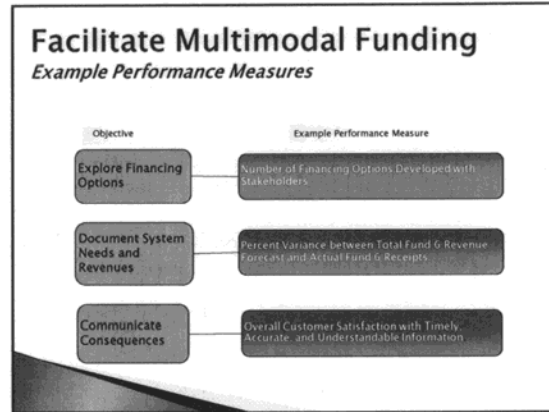 Facilitate Multimodal Funding
Example Performance Measures
Objective
Example Performance Measure
Explore Financing
Options
Number of Financing Options Developed with
Stakeholders
Document System
Needs and
Revenues
Percent Variance between Total Fund 6 Revenue
Forecast and Actual Fund 6 Receipts
Communicate
Consequences
Overall Customer Satisfaction with Timely,
Accurate, and Understandable Information